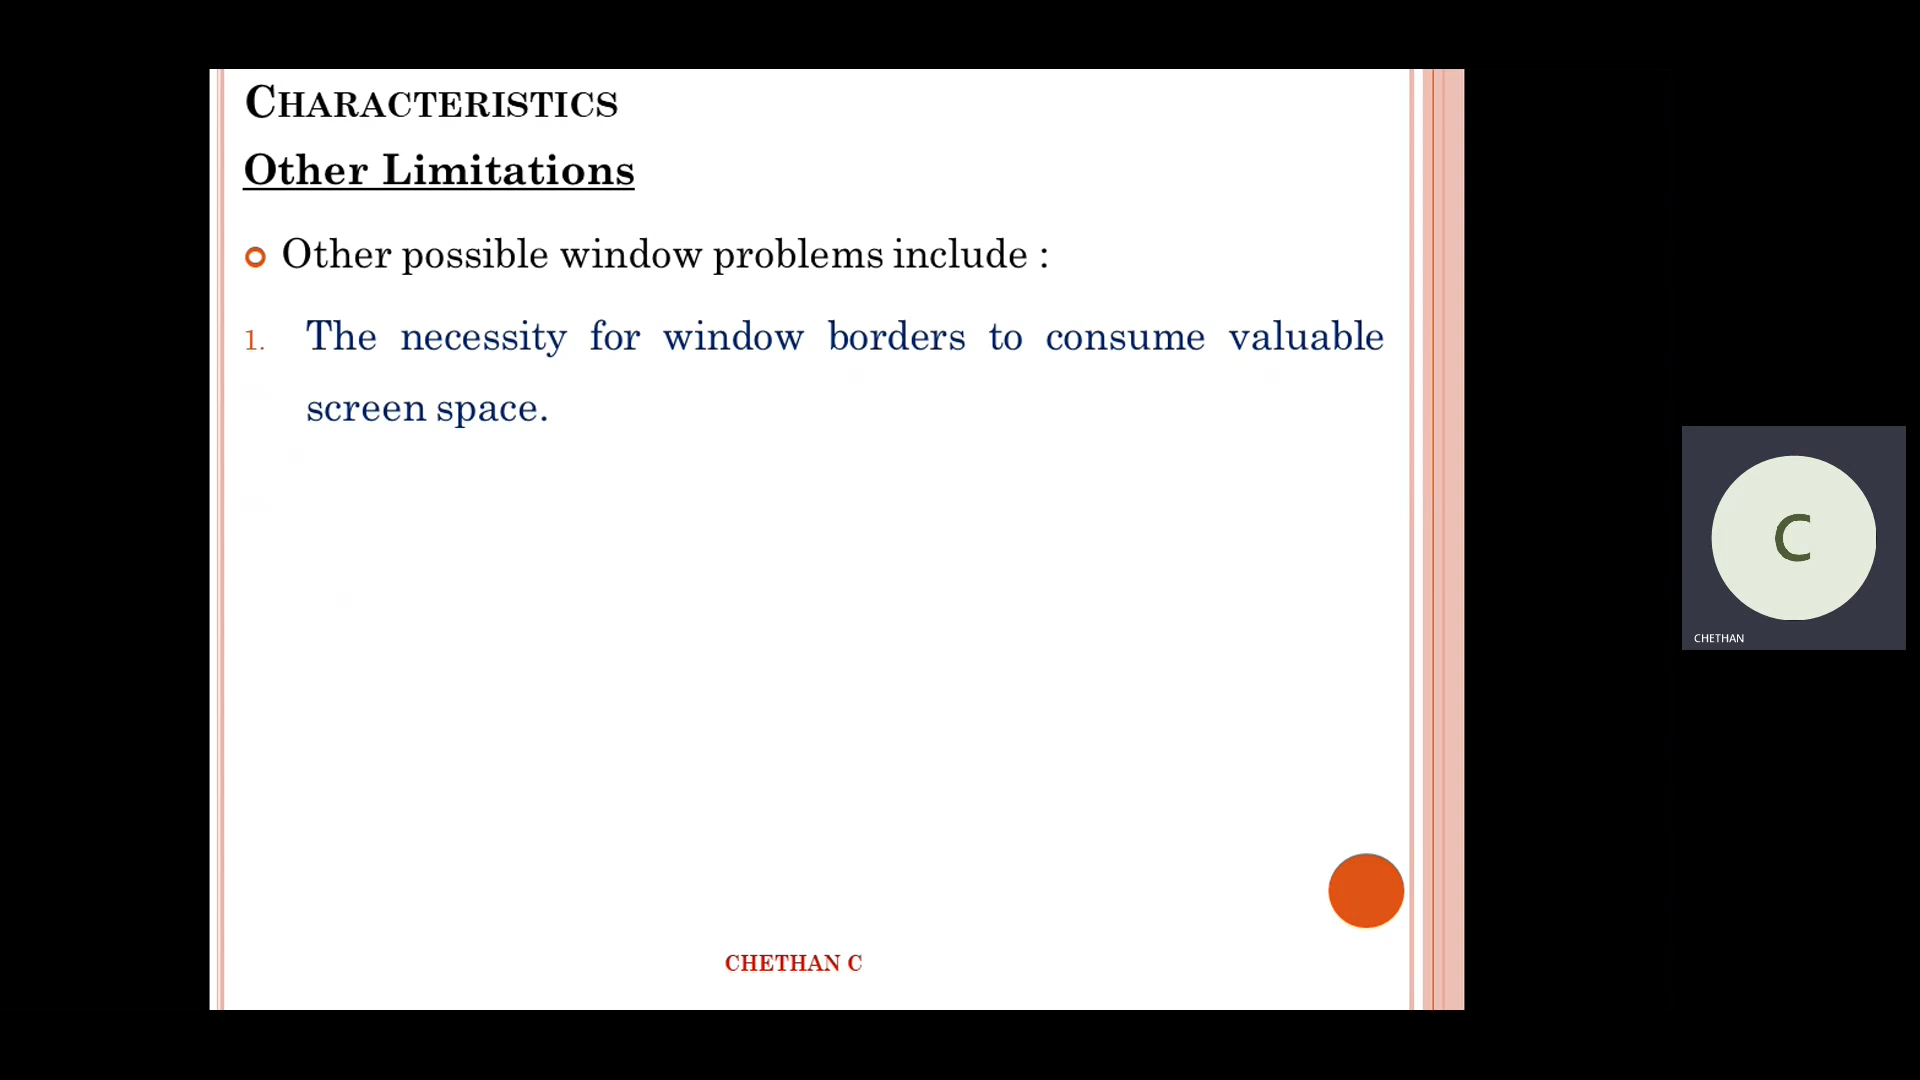 CHARACTERISTICS
Other Limitations
Other possible window problems include :
1. The necessity for window borders to consume valuable
screen space.
C
CHETHAN
CHETHAN C